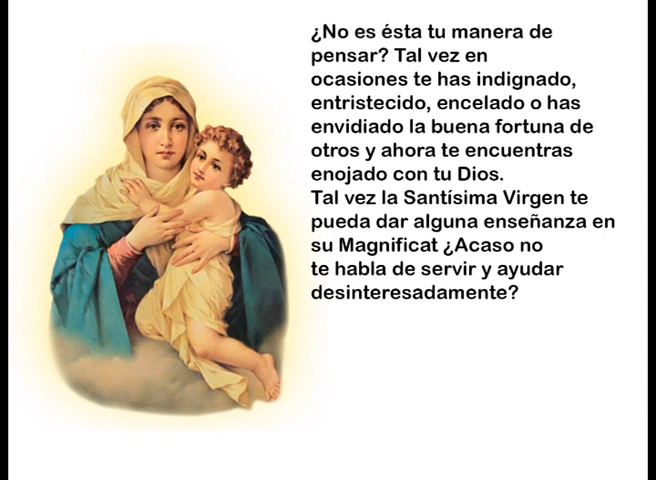 ¿No es ésta tu manera de
pensar? Tal vez en
ocasiones te has indignado,
entristecido, encelado o has
envidiado la buena fortuna de
otros y ahora te encuentras
enojado con tu Dios.
Tal vez la Santísima Virgen te
pueda dar alguna enseñanza en
su Magnificat ¿Acaso no
te habla de servir y ayudar
desinteresadamente?